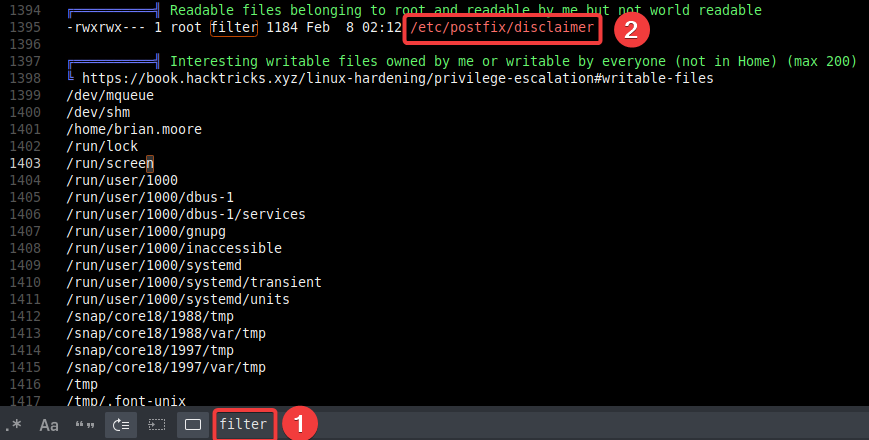 1394 ╔══════════╣ Readable files belonging to root and readable by me but not world readable
1395 -rwxrwx--- 1 root filter 1184 Feb  8 02:12 /etc/postfix/disclaimer 2
1396
1397 ╔══════════╣ Interesting writable files owned by me or writable by everyone (not in Home) (max 200)
1398 ╚ https://book.hacktricks.xyz/linux-hardening/privilege-escalation#writable-files
1399 /dev/mqueue
1400 /dev/shm
1401 /home/brian.moore
1402 /run/lock
1403 /run/screen
1404 /run/user/1000
1405 /run/user/1000/dbus-1
1406 /run/user/1000/dbus-1/services
1407 /run/user/1000/gnupg
1408 /run/user/1000/inaccessible
1409 /run/user/1000/systemd
1410 /run/user/1000/systemd/transient
1411 /run/user/1000/systemd/units
1412 /snap/core18/1988/tmp
1413 /snap/core18/1988/var/tmp
1414 /snap/core18/1997/tmp
1415 /snap/core18/1997/var/tmp
1416 /tmp
1417 /tmp/.font-unix
.* Aa "" filter 1